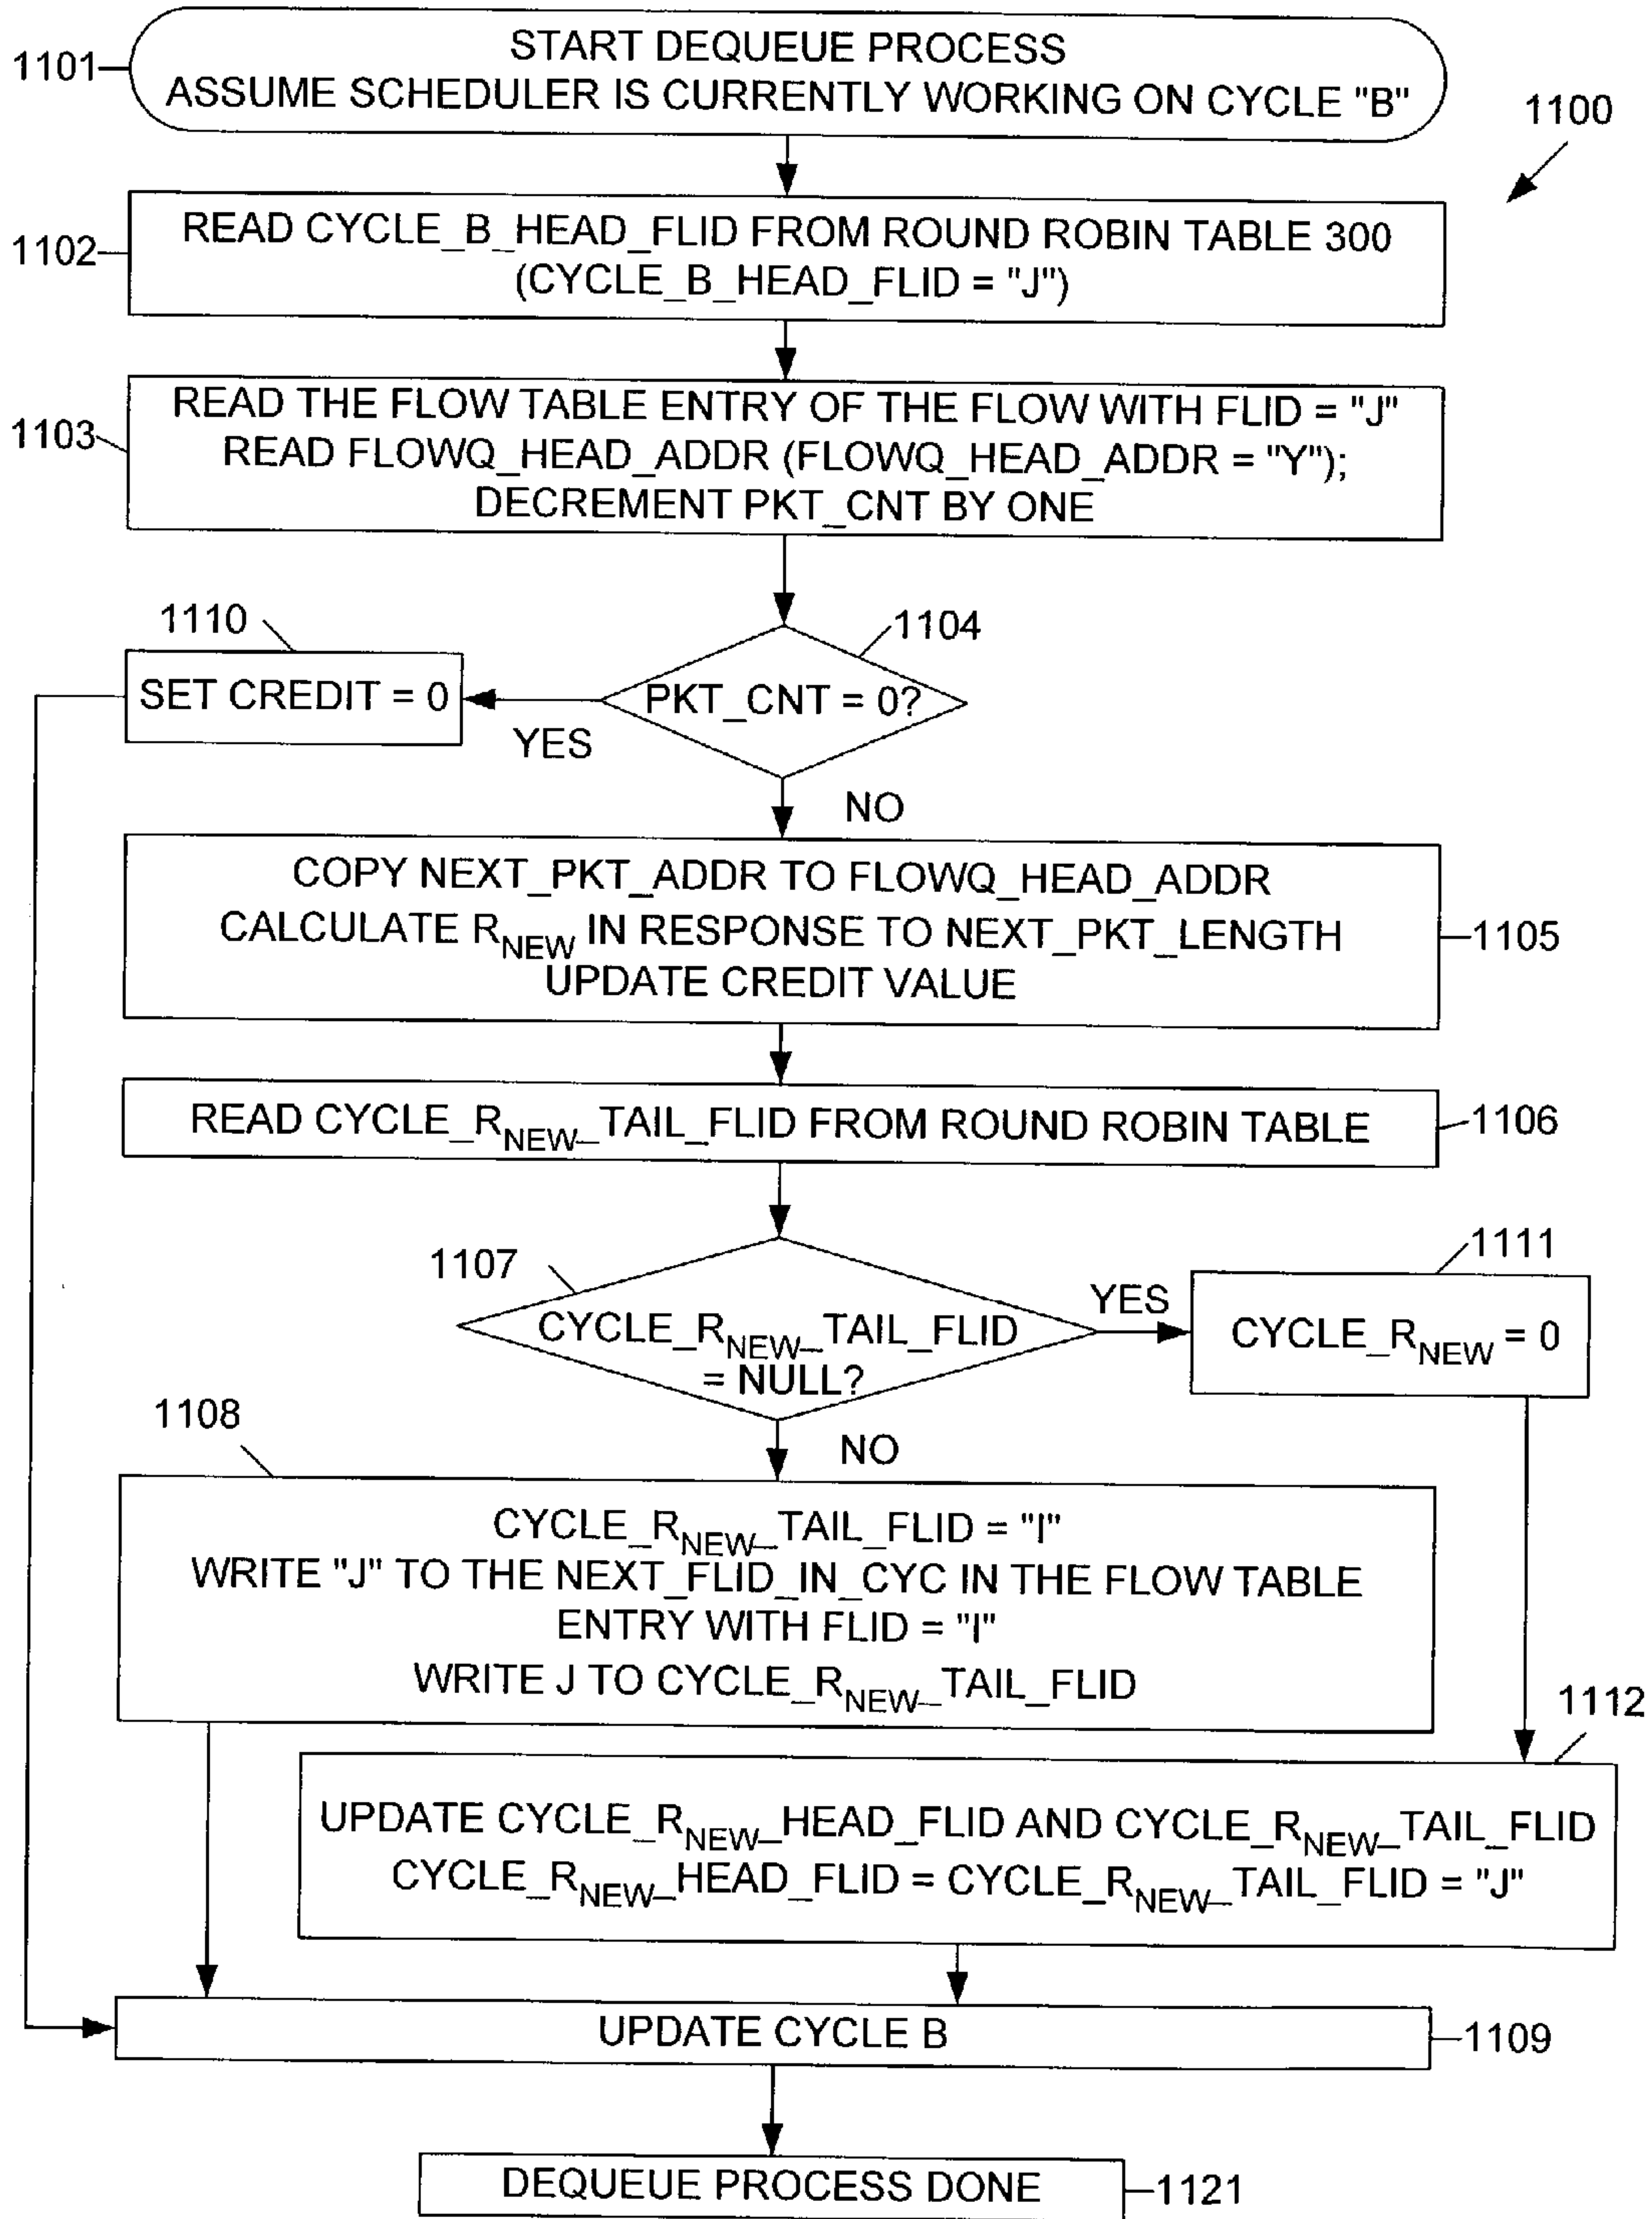 1101
START DEQUEUE PROCESS
ASSUME SCHEDULER IS CURRENTLY WORKING ON CYCLE "B"
1100
1102
READ CYCLE_B_HEAD_FLID FROM ROUND ROBIN TABLE 300
(CYCLE_B_HEAD_FLID = "J")
1103
READ THE FLOW TABLE ENTRY OF THE FLOW WITH FLID = "J"
READ FLOWQ_HEAD_ADDR (FLOWQ_HEAD_ADDR = "Y");
DECREMENT PKT_CNT BY ONE
1110
1104
SET CREDIT = 0
PKT_CNT = 0?
YES
NO
COPY NEXT_PKT_ADDR TO FLOWQ_HEAD_ADDR
CALCULATE RNEW IN RESPONSE TO NEXT_PKT_LENGTH
UPDATE CREDIT VALUE
1105
READ CYCLE_RNEW_TAIL_FLID FROM ROUND ROBIN TABLE
1106
1107
CYCLE_RNEW_TAIL_FLID
= NULL?
YES
1111
CYCLE_RNEW = 0
NO
1108
CYCLE_RNEW_TAIL_FLID = "I"
WRITE "J" TO THE NEXT_FLID_IN_CYC IN THE FLOW TABLE
ENTRY WITH FLID = "I"
WRITE J TO CYCLE_RNEW_TAIL_FLID
1112
UPDATE CYCLE_RNEW_HEAD_FLID AND CYCLE_RNEW_TAIL_FLID
CYCLE_RNEW_HEAD_FLID = CYCLE_RNEW_TAIL_FLID = "J"
UPDATE CYCLE B
1109
DEQUEUE PROCESS DONE
1121